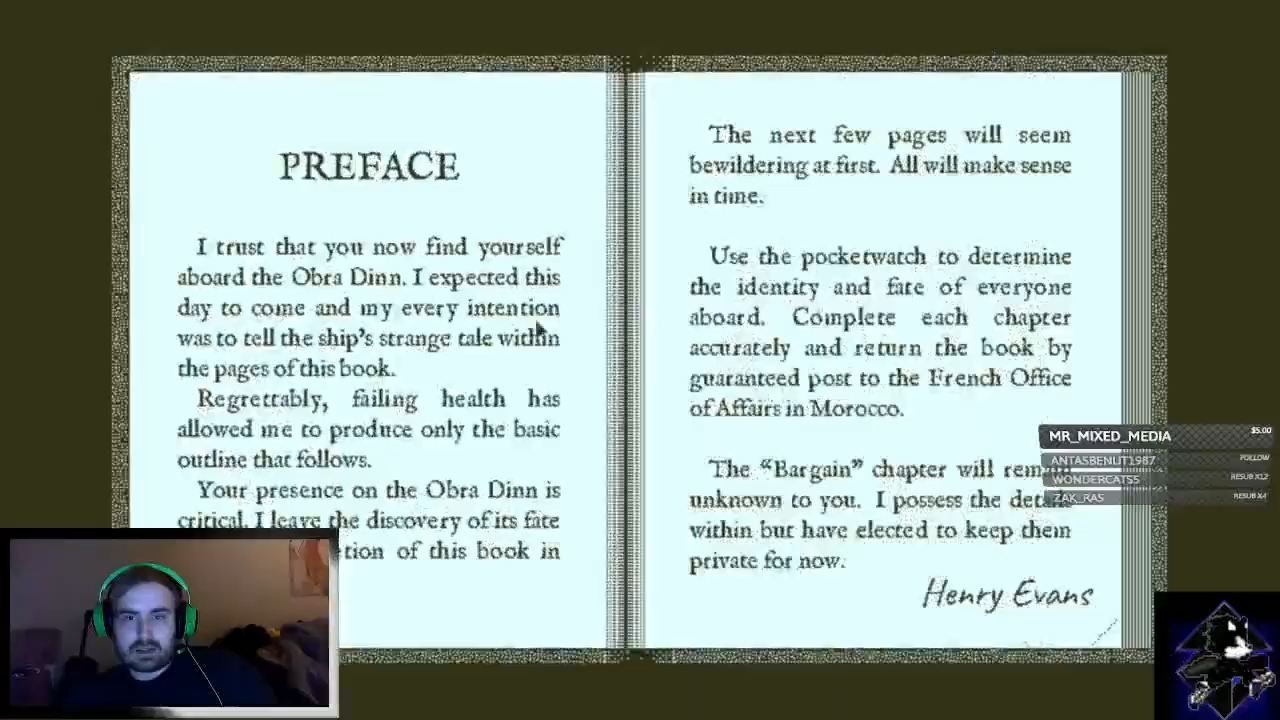 PREFACE
I trust that you now find yourself
aboard the Obra Dinn. I expected this
day to come and my every intention
was to tell the ship's strange tale within
the pages of this book.
Regrettably, failing health has
allowed me to produce only the basic
outline that follows.
Your presence on the Obra Dinn is
critical. I leave the discovery of its fate
of this book in
The next few pages will seem
bewildering at first. All will make sense
in time.
Use the pocketwatch to determine
the identity and fate of everyone
aboard. Complete each chapter
accurately and return the book by
guaranteed post to the French Office
of Affairs in Morocco.
The “Bargain” chapter will remain
unknown to you. I possess the details
within but have elected to keep them
private for now.
Henry Evans
MR_MIXED_MEDIA $5.00
ANTASBENUT1987 FOLLOW
WONDERCATSS RESUB X12
ZAK_RAS RESUB X4